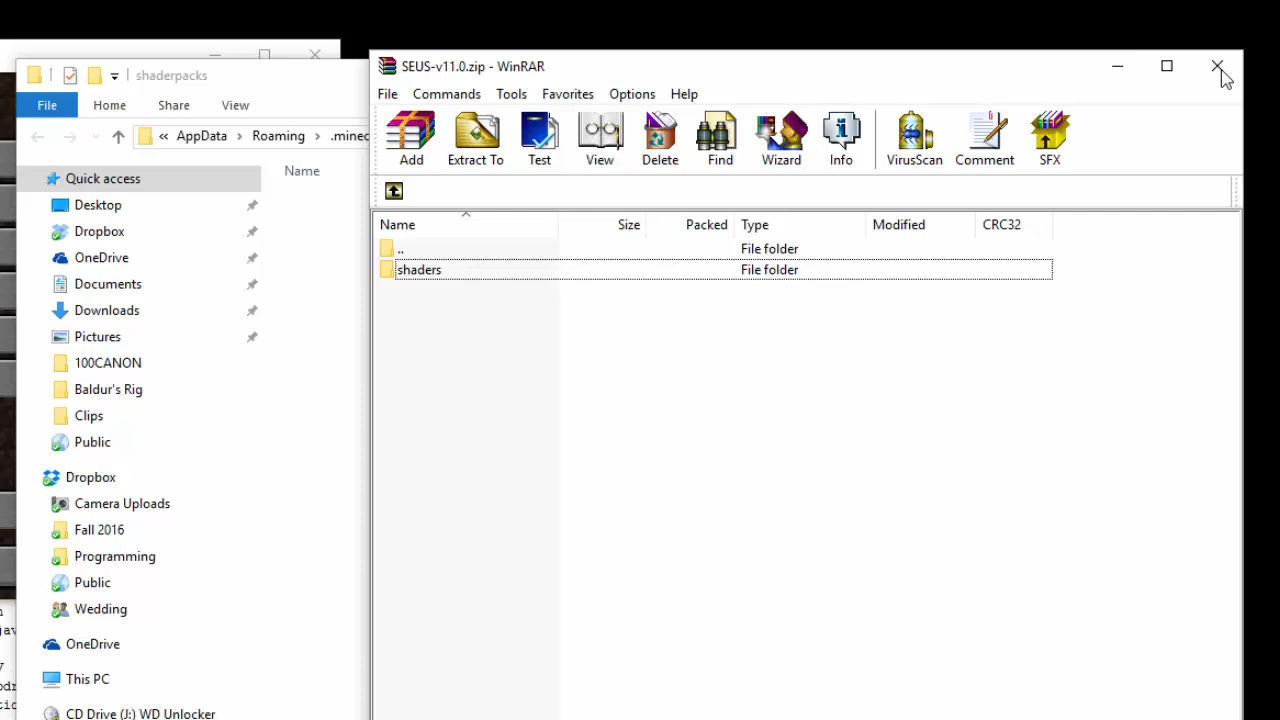 shaderpacks
File Home Share View
« AppData > Roaming > .minec
Name
Quick access
Desktop
Dropbox
OneDrive
Documents
Downloads
Pictures
100CANON
Baldur's Rig
Clips
Public
Dropbox
Camera Uploads
Fall 2016
Programming
Public
Wedding
OneDrive
This PC
CD Drive (J:) WD Unlocker
SEUS-v11.0.zip - WinRAR
File Commands Tools Favorites Options Help
Add Extract To Test View Delete Find Wizard Info VirusScan Comment SFX
Name Size Packed Type Modified CRC32
.. File folder
shaders File folder